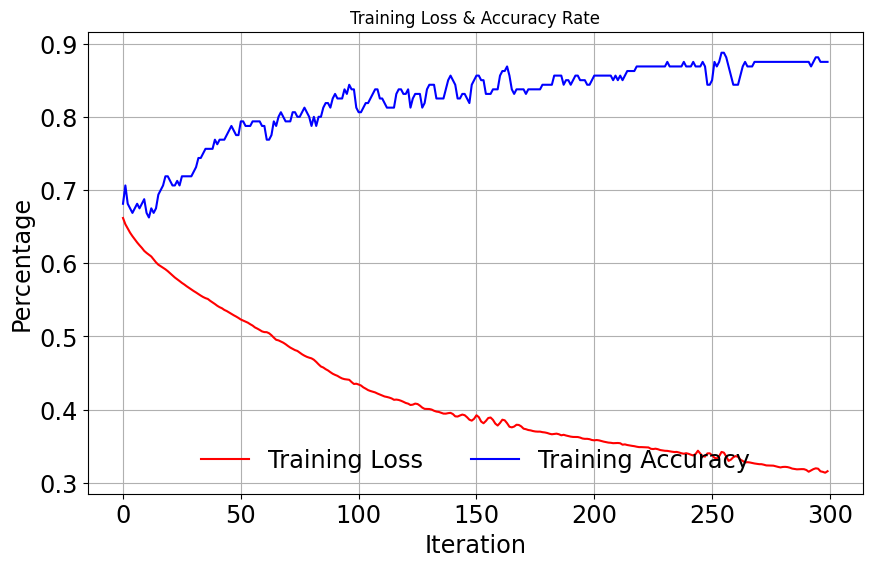 Training Loss & Accuracy Rate
0.9
0.8
0.7
0.6
0.5
0.4
0.3
Percentage
Training Loss
Training Accuracy
0 50 100 150 200 250 300
Iteration